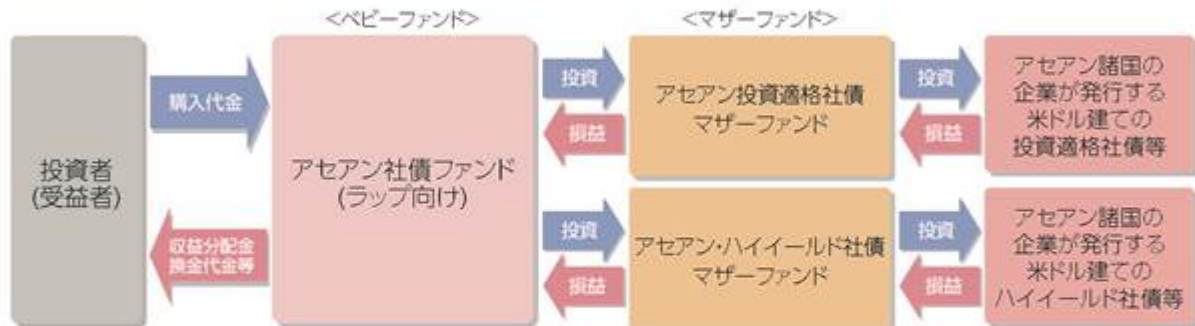 <ベビーファンド>
<マザーファンド>
投資者
(受益者)
購入代金
収益分配金
換金代金等
アセアン社債ファンド
(ラップ向け)
投資
損益
アセアン投資適格社債
マザーファンド
投資
損益
アセアン諸国の
企業が発行する
米ドル建ての
投資適格社債等
投資
損益
アセアン・ハイイールド社債
マザーファンド
投資
損益
アセアン諸国の
企業が発行する
米ドル建ての
ハイイールド社債等